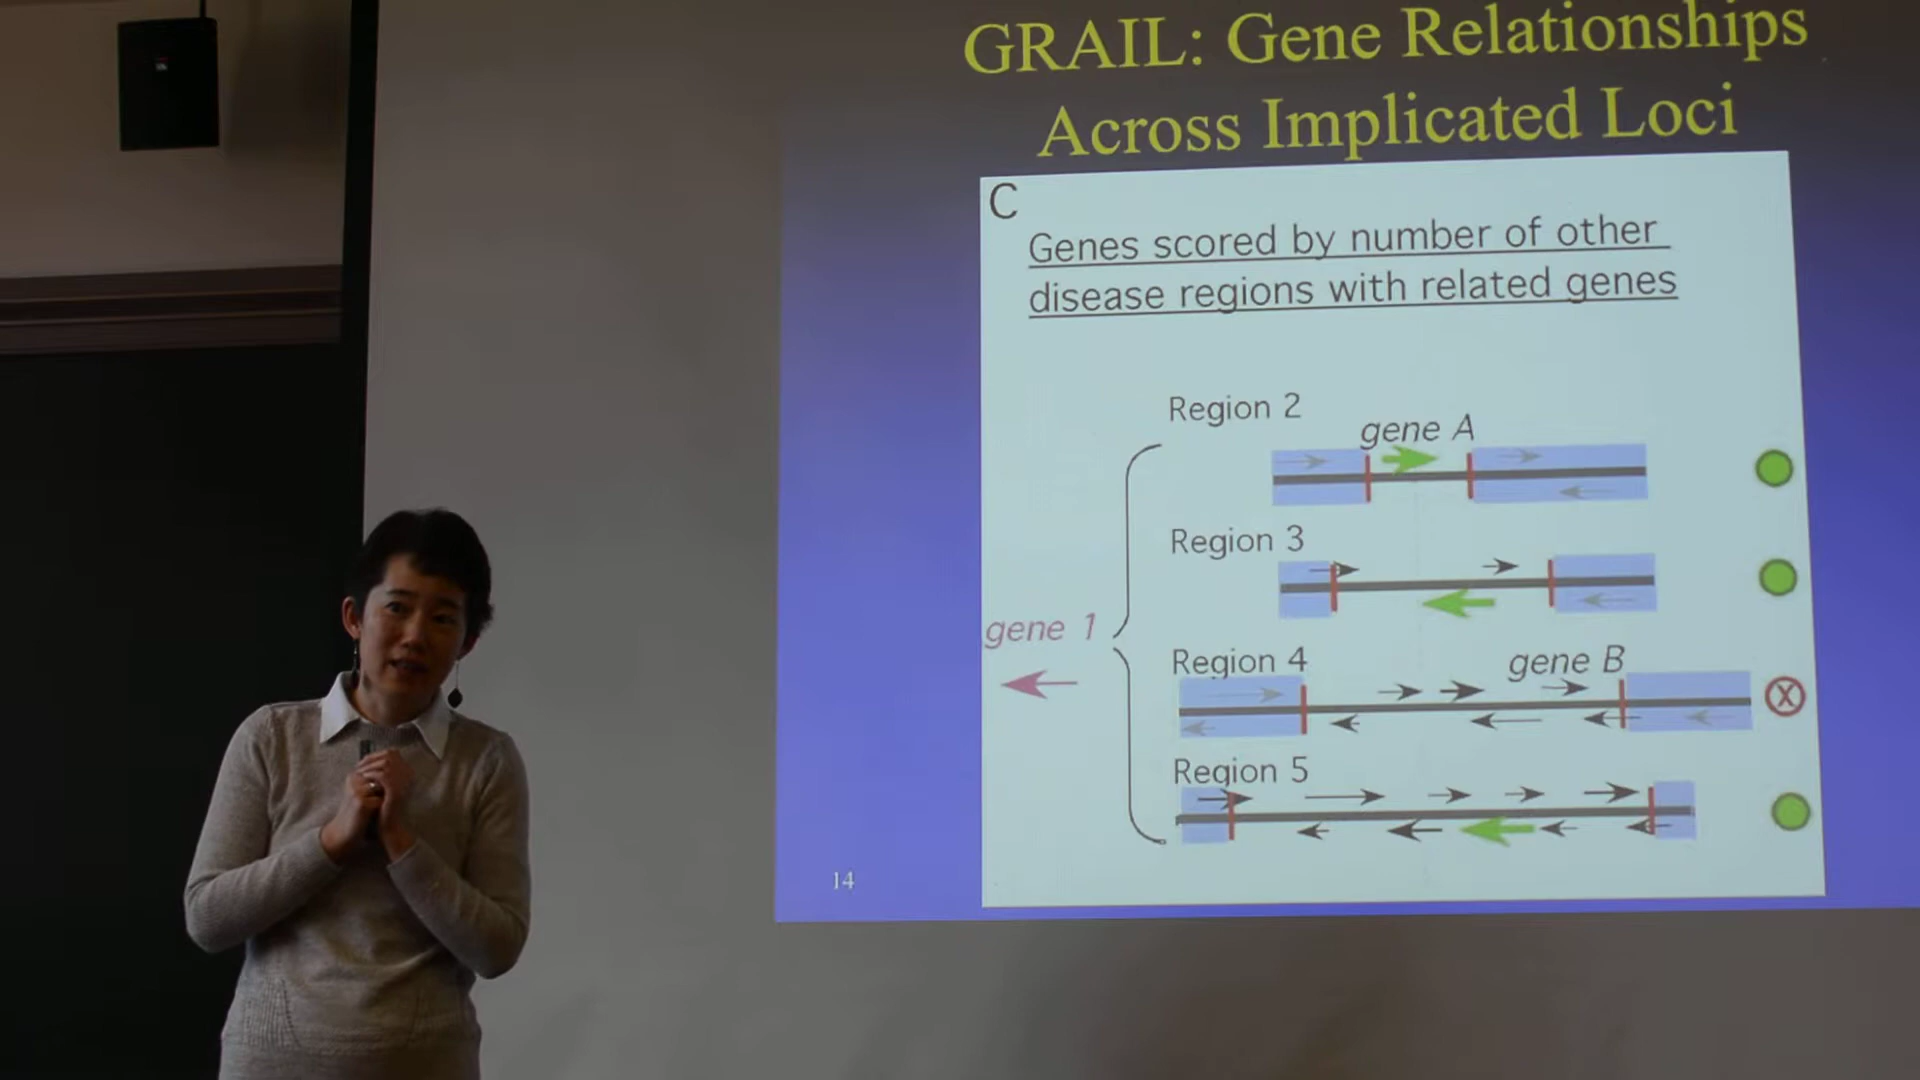 GRAIL: Gene Relationships
Across Implicated Loci
C
Genes scored by number of other
disease regions with related genes
Region 2
gene A
Region 3
gene 1
Region 4
gene B
X
Region 5
14